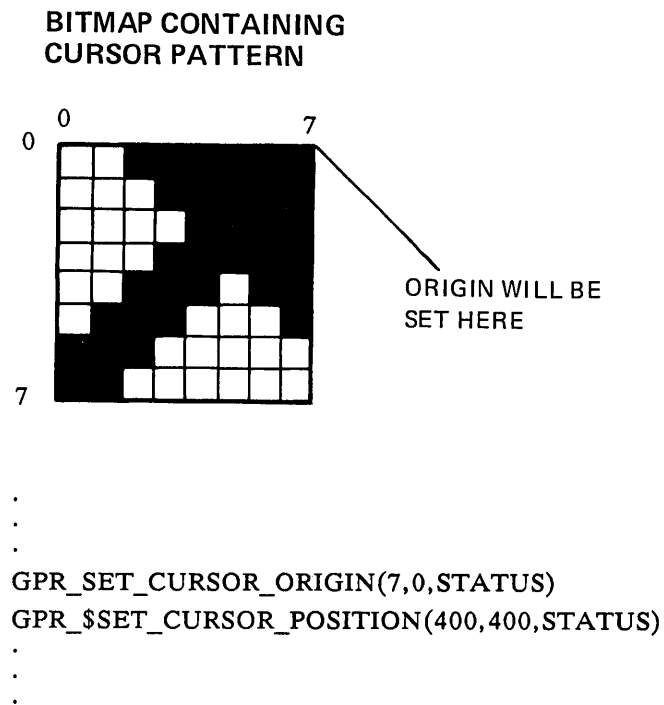 BITMAP CONTAINING
CURSOR PATTERN
0
7
0
ORIGIN WILL BE
SET HERE
7
.
.
.
GPR_SET_CURSOR_ORIGIN(7,0,STATUS)
GPR_$SET_CURSOR_POSITION(400,400,STATUS)
.
.
.